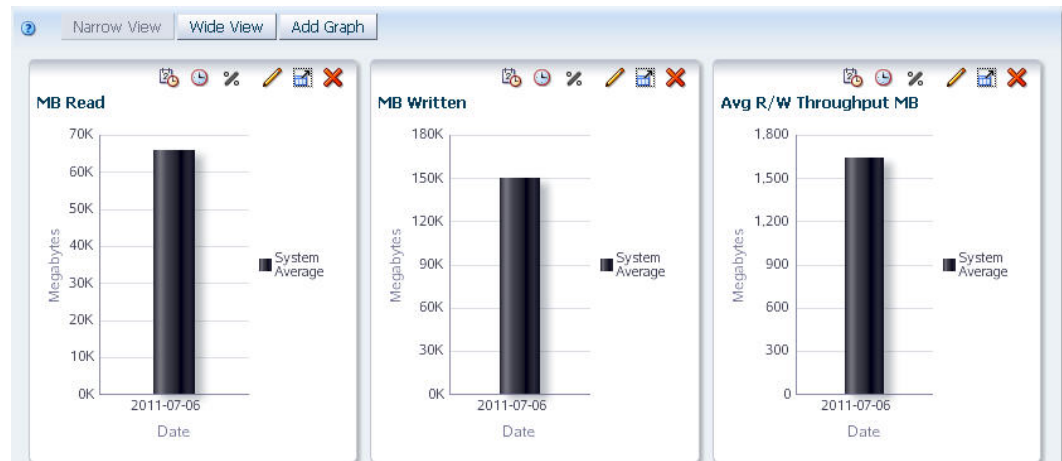 Narrow View Wide View Add Graph
MB Read
70K
60K
50K
40K
30K
20K
10K
0K
Megabytes
2011-07-06
Date
System
Average
MB Written
180K
150K
120K
90K
60K
30K
0K
Megabytes
2011-07-06
Date
System
Average
Avg R/W Throughput MB
1,800
1,500
1,200
900
600
300
0
Megabytes
2011-07-06
Date
System
Average